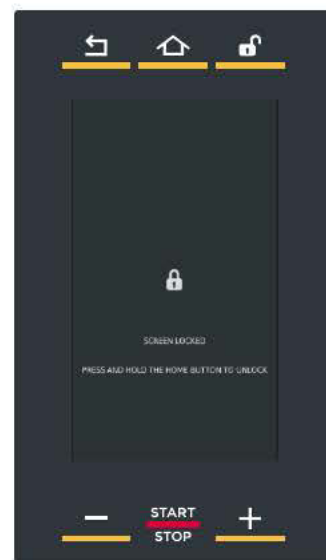 SCREEN LOCKED
PRESS AND HOLD THE HOME BUTTON TO UNLOCK
START
STOP